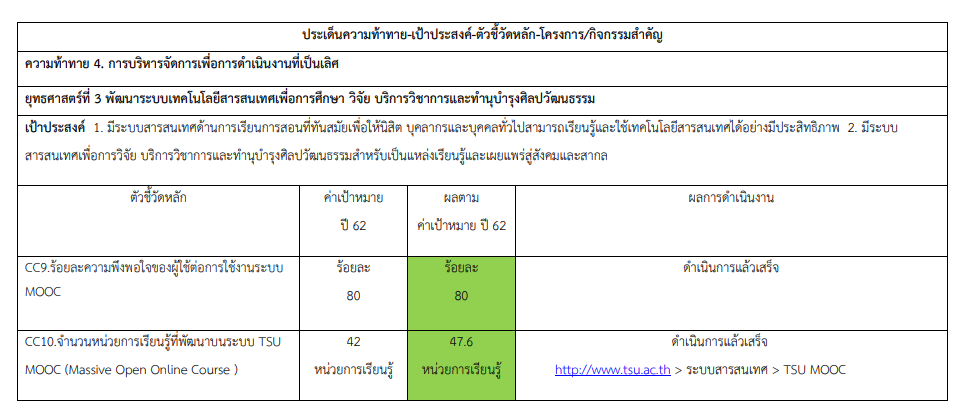 ประเด็นความท้าทาย-เป้าประสงค์-ตัวชี้วัดหลัก-โครงการ/กิจกรรมสำคัญ
ความท้าทาย 4. การบริหารจัดการเพื่อการดำเนินงานที่เป็นเลิศ
ยุทธศาสตร์ที่ 3 พัฒนาระบบเทคโนโลยีสารสนเทศเพื่อการศึกษา วิจัย บริการวิชาการและทำนุบำรุงศิลปวัฒนธรรม
เป้าประสงค์ 1. มีระบบสารสนเทศด้านการเรียนการสอนที่ทันสมัยเพื่อให้นิสิต บุคลากรและบุคคลทั่วไปสามารถเรียนรู้และใช้เทคโนโลยีสารสนเทศได้อย่างมีประสิทธิภาพ 2. มีระบบ
สารสนเทศเพื่อการวิจัย บริการวิชาการและทำนุบำรุงศิลปวัฒนธรรมสำหรับเป็นแหล่งเรียนรู้และเผยแพร่สู่สังคมและสากล
ตัวชี้วัดหลัก ค่าเป้าหมาย ผลตาม ผลการดำเนินงาน
ปี 62 ค่าเป้าหมาย ปี 62
CC9.ร้อยละความพึงพอใจของผู้ใช้ต่อการใช้งานระบบ ร้อยละ ร้อยละ ดำเนินการแล้วเสร็จ
MOOC 80 80
CC10.จำนวนหน่วยการเรียนรู้ที่พัฒนาบนระบบ TSU 42 47.6 ดำเนินการแล้วเสร็จ
MOOC (Massive Open Online Course ) หน่วยการเรียนรู้ หน่วยการเรียนรู้ http://www.tsu.ac.th > ระบบสารสนเทศ > TSU MOOC